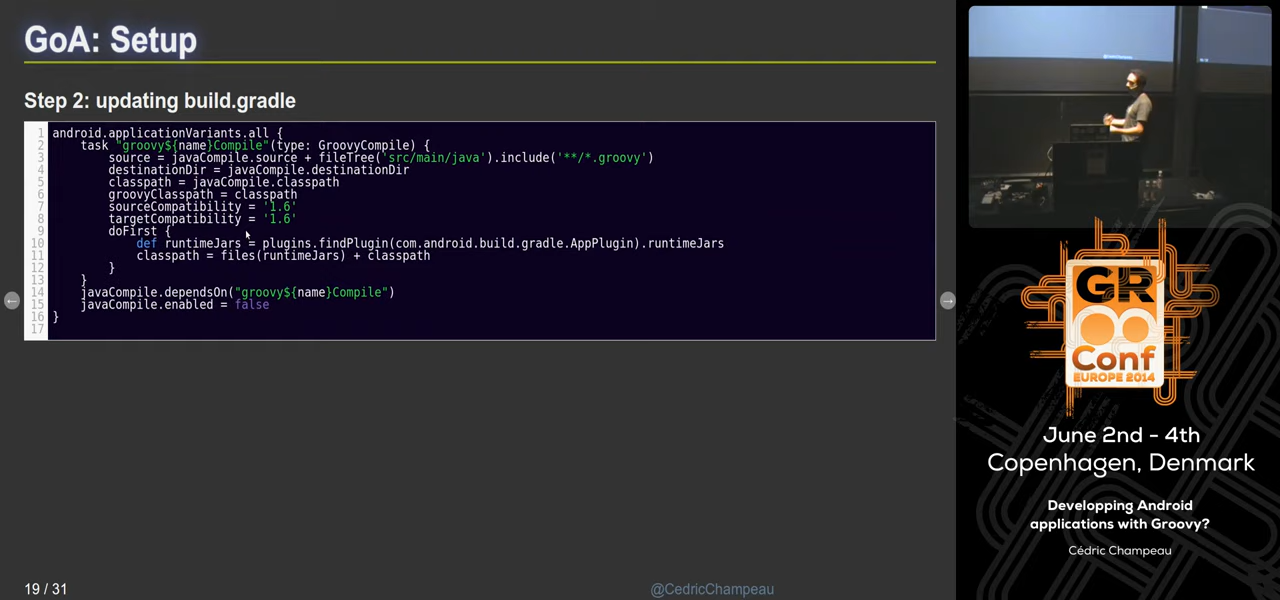 GoA: Setup
Step 2: updating build.gradle
1 android.applicationVariants.all {
2 task "groovy${name}Compile"(type: GroovyCompile) {
3 source = javaCompile.source + fileTree('src/main/java').include('**/*.groovy')
4 destinationDir = javaCompile.destinationDir
5 classpath = javaCompile.classpath
6 groovyClasspath = classpath
7 sourceCompatibility = '1.6'
8 targetCompatibility = '1.6'
9 doFirst {
10 def runtimeJars = plugins.findPlugin(com.android.build.gradle.AppPlugin).runtimeJars
11 classpath = files(runtimeJars) + classpath
12 }
13 }
14 javaCompile.dependsOn("groovy${name}Compile")
15 javaCompile.enabled = false
16 }
17
19 / 31
@CedricChampeau
GR
Conf
EUROPE 2014
June 2nd - 4th
Copenhagen, Denmark
Developping Android
applications with Groovy?
Cédric Champeau